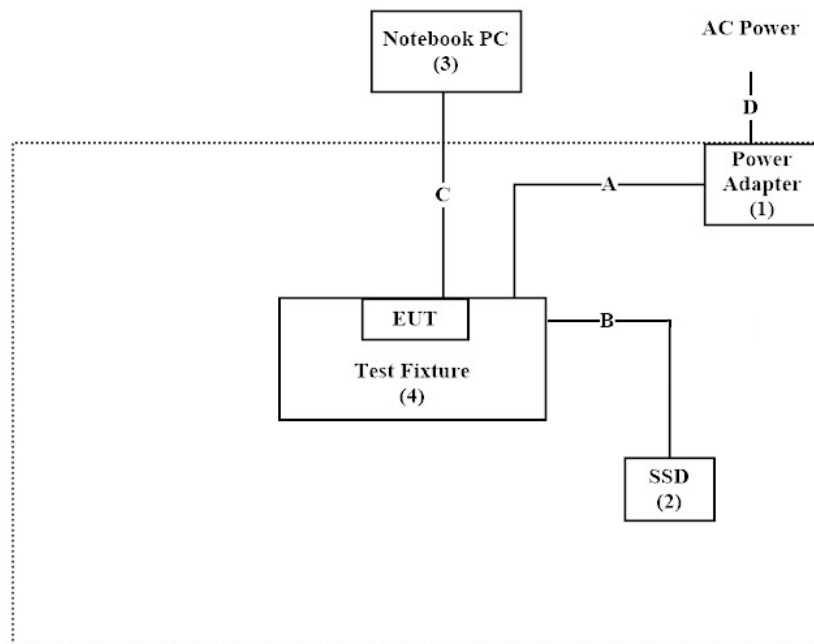 Notebook PC
(3)
AC Power
D
Power
Adapter
(1)
A
C
EUT
B
Test Fixture
(4)
SSD
(2)